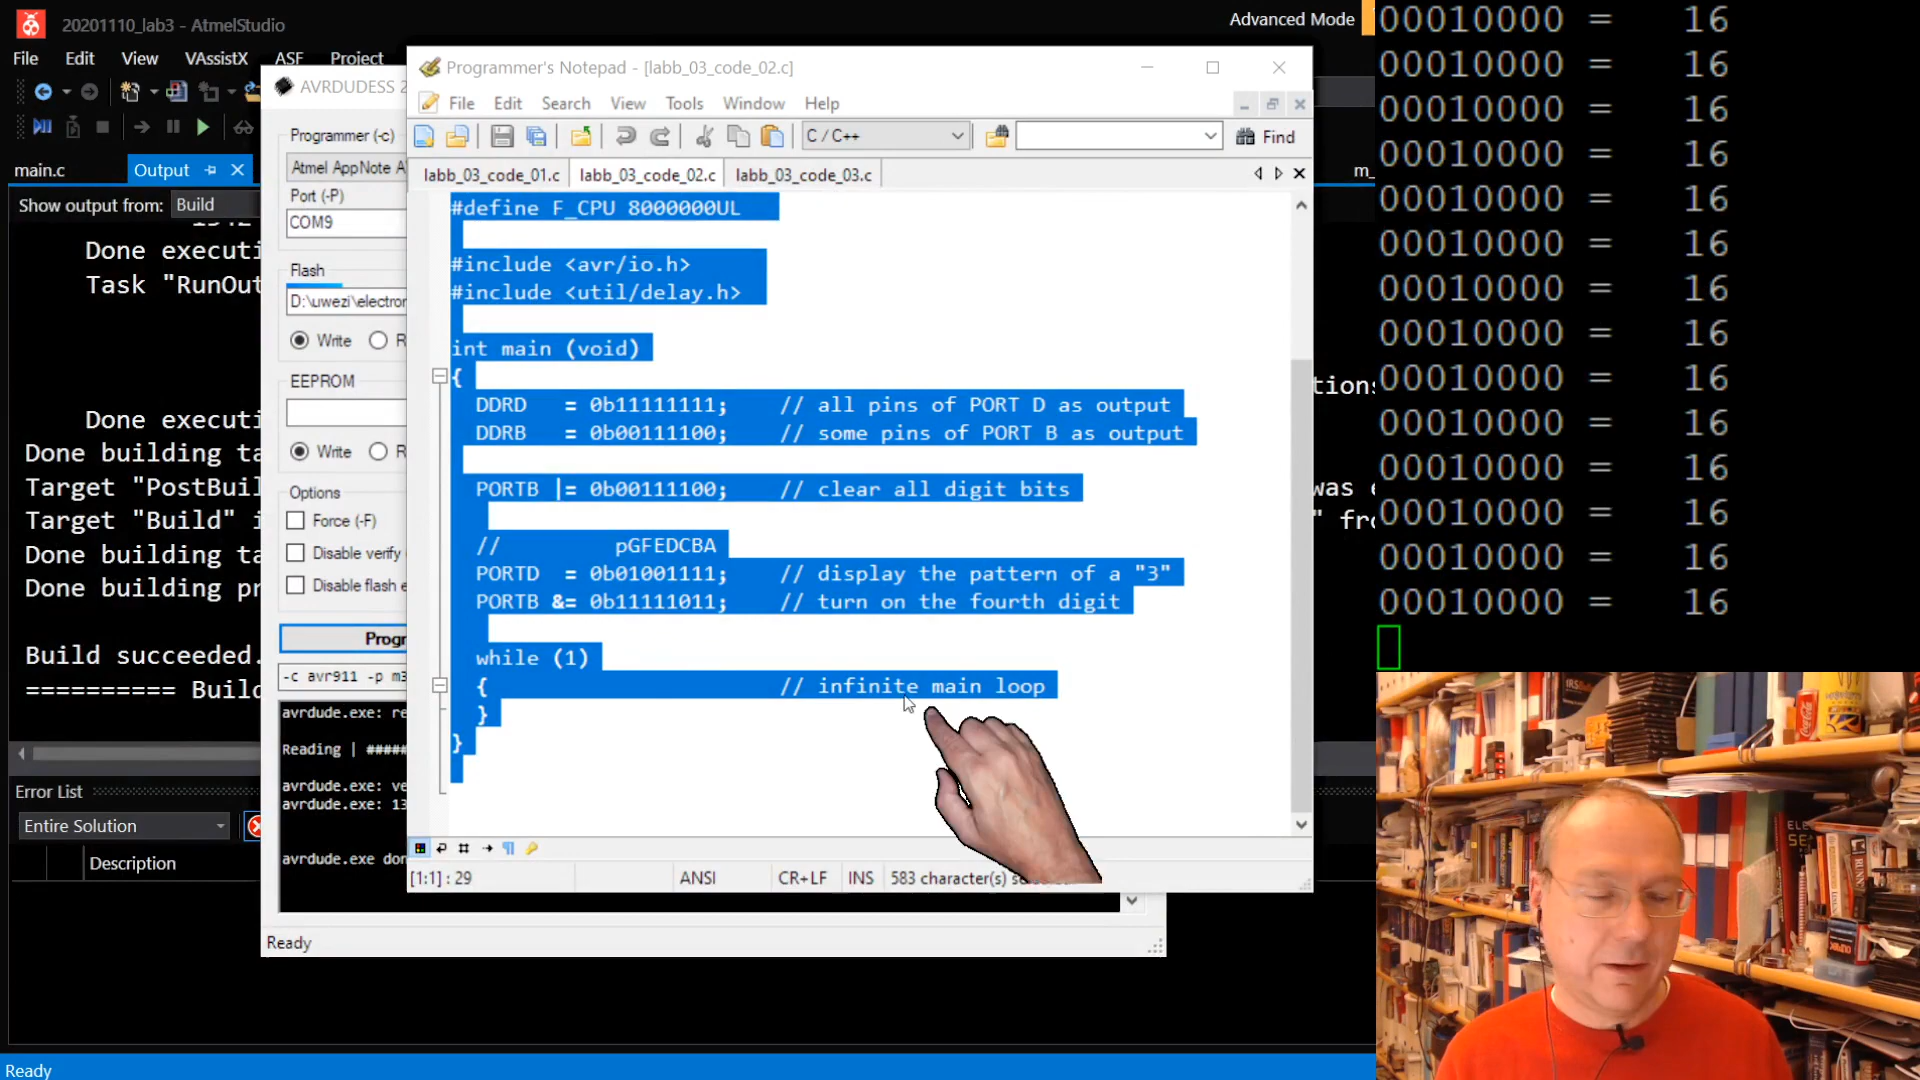 20201110_lab3 - AtmelStudio
Advanced Mode
File Edit View VAssistX ASF Project
main.c Output
Show output from: Build
Done executi
Task "RunOut
Done executi
Done building ta
Target "PostBuil
Target "Build" i
Done building ta
Done building pr
Build succeeded.
========== Build
Error List
Entire Solution
Description
Ready
AVRDUDESS 2
Programmer (-c)
Atmel AppNote A
Port (-P)
COM9
Flash
D:\uwezi\electror
Write R
EEPROM
Write R
Options
Force (-F)
Disable verify
Disable flash e
Progr
-c avr911 -p m3
avrdude.exe: re
Reading | #####
avrdude.exe: ve
avrdude.exe: 13
avrdude.exe don
Ready
Programmer's Notepad - [labb_03_code_02.c]
File Edit Search View Tools Window Help
C / C++
Find
labb_03_code_01.c labb_03_code_02.c labb_03_code_03.c
#define F_CPU 8000000UL
#include <avr/io.h>
#include <util/delay.h>
int main (void)
{
DDRD = 0b11111111; // all pins of PORT D as output
DDRB = 0b00111100; // some pins of PORT B as output
PORTB |= 0b00111100; // clear all digit bits
// pGFEDCBA
PORTD = 0b01001111; // display the pattern of a "3"
PORTB &= 0b11111011; // turn on the fourth digit
while (1)
{ // infinite main loop
}
}
[1:1] : 29 ANSI CR+LF INS 583 character(s)
m_
tions
was e
" fro
00010000 = 16
00010000 = 16
00010000 = 16
00010000 = 16
00010000 = 16
00010000 = 16
00010000 = 16
00010000 = 16
00010000 = 16
00010000 = 16
00010000 = 16
00010000 = 16
00010000 = 16
00010000 = 16
Coca-Cola